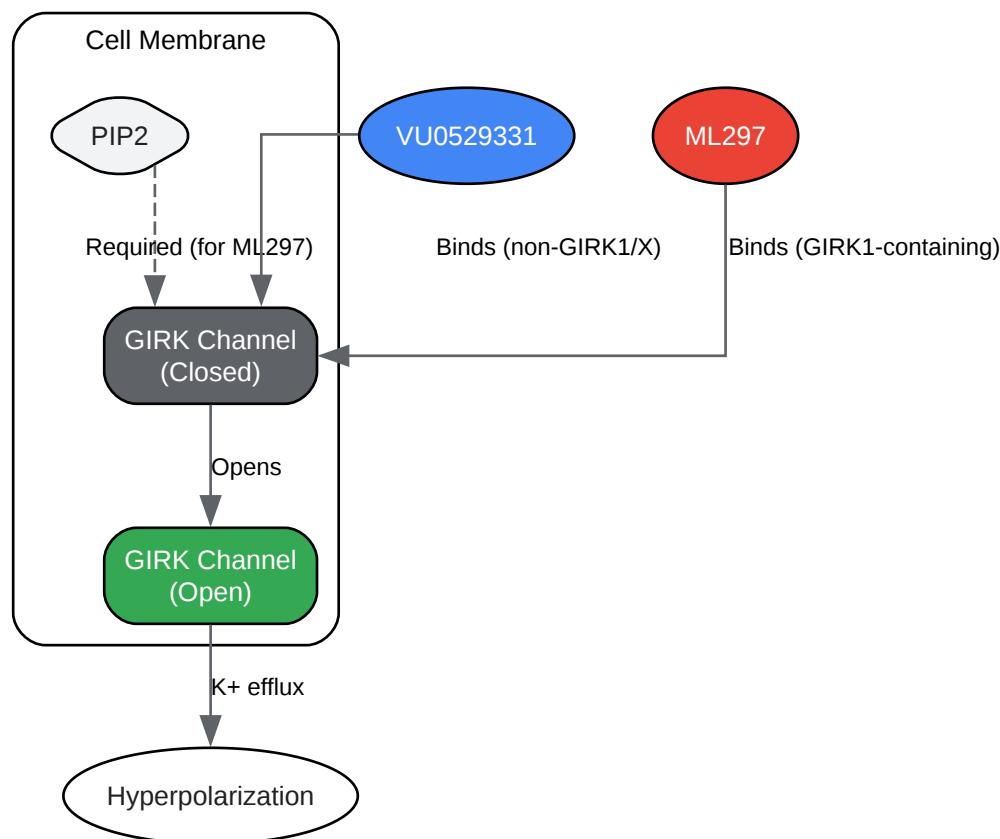 Cell Membrane
PIP2
VU0529331
ML297
Required (for ML297)
Binds (non-GIRK1/X)
Binds (GIRK1-containing)
GIRK Channel
(Closed)
Opens
GIRK Channel
(Open)
K+ efflux
Hyperpolarization